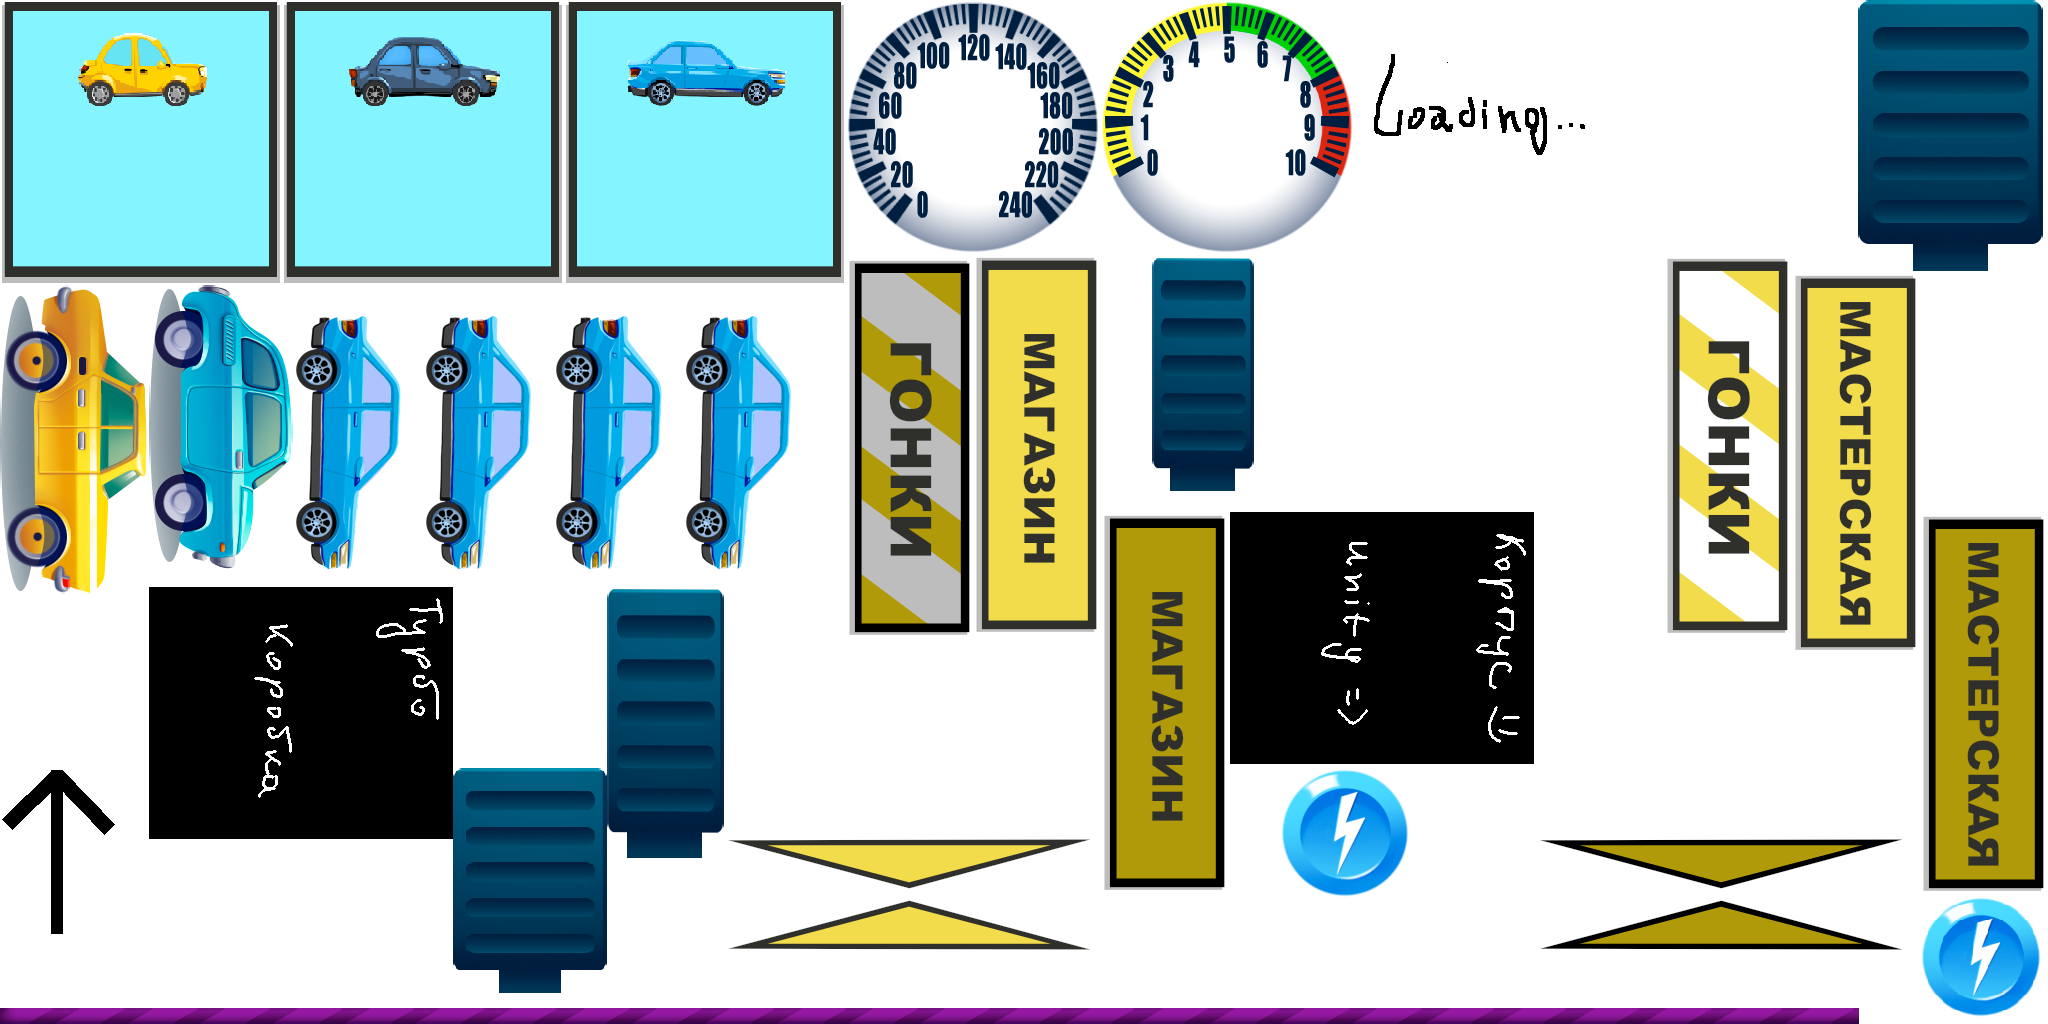 0
20
40
60
80
100
120
140
160
180
200
220
240
0
1
2
3
4
5
6
7
8
9
10
Loading...
ГОНКИ
МАГАЗИН
ГОНКИ
МАСТЕРСКАЯ
МАГАЗИН
Корпус =)
unity =>
МАСТЕРСКАЯ
Турбо
Коробка